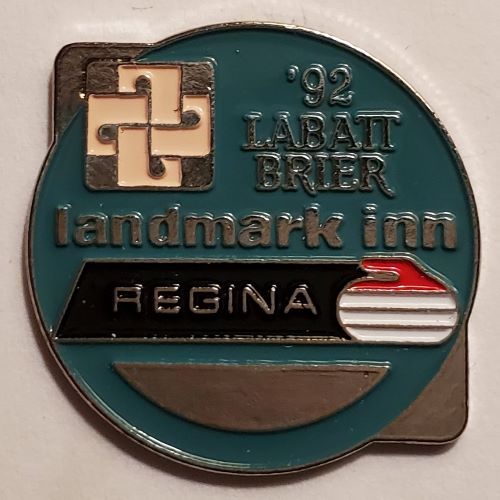 '92
LABATT
BRIER
landmark inn
REGINA